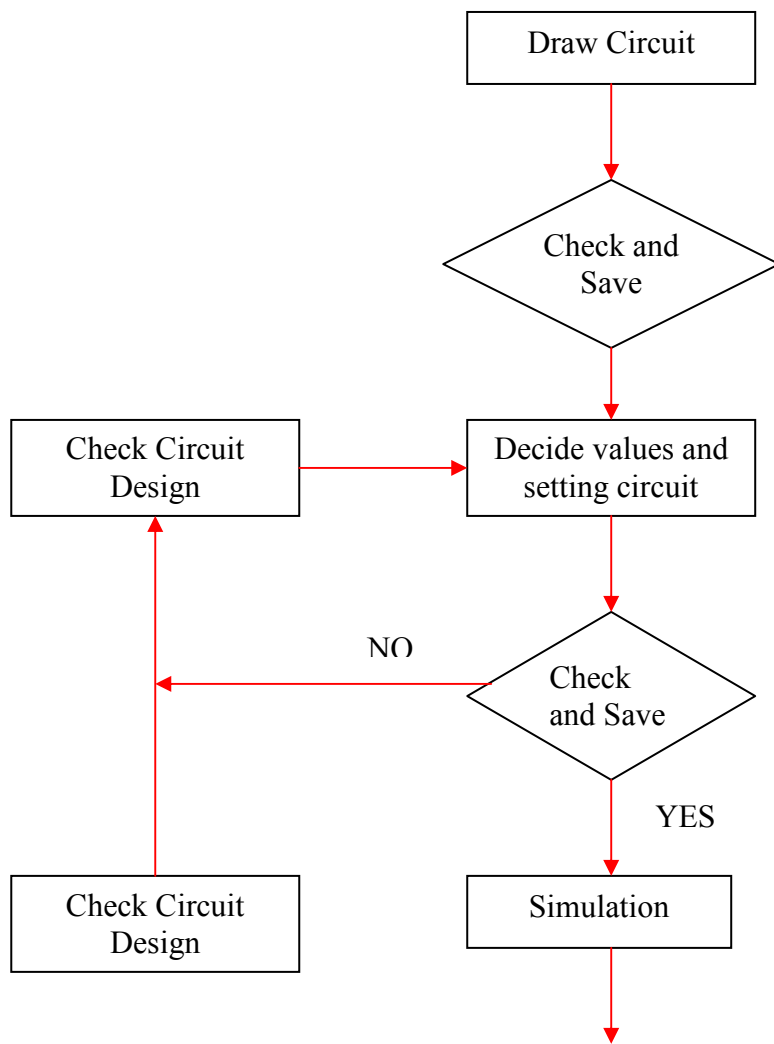 Draw Circuit
Check and
Save
Check Circuit
Design
Decide values and
setting circuit
NO
Check
and Save
YES
Check Circuit
Design
Simulation